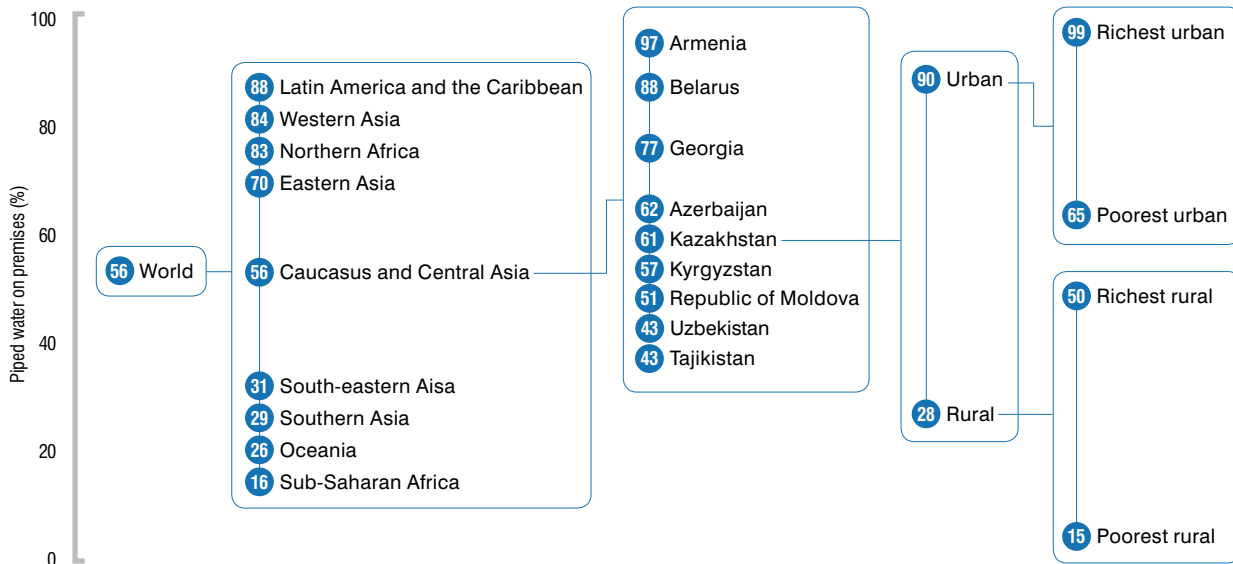 Piped water on premises (%)
100
80
60
40
20
0
56 World
88 Latin America and the Caribbean
84 Western Asia
83 Northern Africa
70 Eastern Asia
56 Caucasus and Central Asia
31 South-eastern Aisa
29 Southern Asia
26 Oceania
16 Sub-Saharan Africa
97 Armenia
88 Belarus
77 Georgia
62 Azerbaijan
61 Kazakhstan
57 Kyrgyzstan
51 Republic of Moldova
43 Uzbekistan
43 Tajikistan
90 Urban
28 Rural
99 Richest urban
65 Poorest urban
50 Richest rural
15 Poorest rural